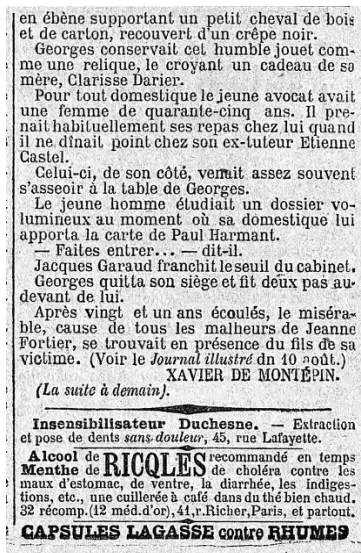 en ébène supportant un petit cheval de bois
et de carton, recouvert d'un crêpe noir.
Georges conservait cet humble jouet com-
me une relique, le croyant un cadeau de sa
mère, Clarisse Darier.
Pour tout domestique le jeune avocat avait
une femme de quarante-cinq ans. Il pre-
nait habituellement ses repas chez lui quand
il ne dînait point chez son ex-tuteur Etienne
Castel.
Celui-ci, de son côté, venait assez souvent
s'asseoir à la table de Georges.
Le jeune homme étudiait un dossier vo-
lumineux au moment où sa domestique lui
apporta la carte de Paul Harmant.
— Faites entrer... — dit-il.
Jacques Garaud franchit le seuil du cabinet.
Georges quitta son siège et fit deux pas au-
devant de lui.
Après vingt et un ans écoulés, le miséra-
ble, cause de tous les malheurs de Jeanne
Fortier, se trouvait en présence du fils de sa
victime. (Voir le Journal illustré dn 10 août.)
XAVIER DE MONTÉPIN.
(La suite à demain).
Insensibilisateur Duchesne. — Extraction
et pose de dents sans douleur, 45, rue Lafayette.
Alcool de Menthe de RICQLÈS recommandé en temps
de choléra contre les
maux d'estomac, de ventre, la diarrhée, les indiges-
tions, etc., une cuillerée à café dans du thé bien chaud.
32 récomp. (12 méd. d'or), 41, r. Richer, Paris, et partout.
CAPSULES LAGASSE contre RHUMES